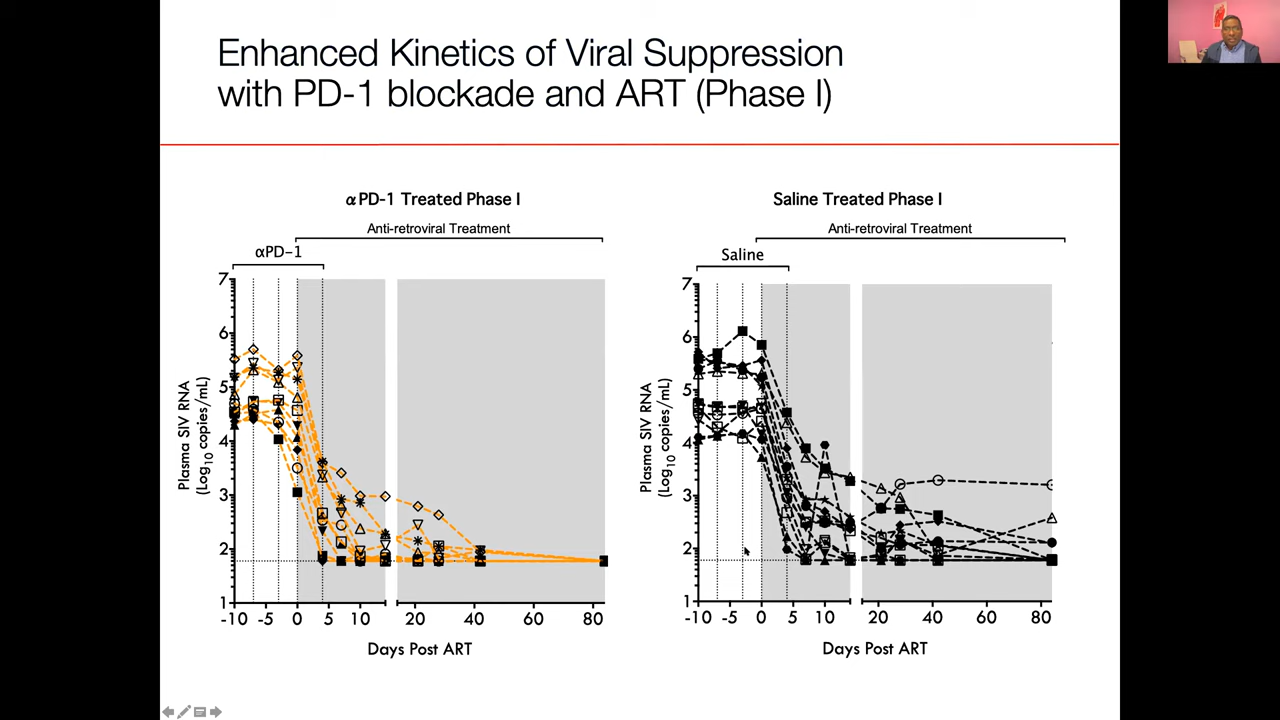 Enhanced Kinetics of Viral Suppression
with PD-1 blockade and ART (Phase I)
αPD-1 Treated Phase I
Anti-retroviral Treatment
αPD-1
7
6
5
4
3
2
1
Plasma SIV RNA
(Log10 copies/mL)
-10 -5 0 5 10 20 40 60 80
Days Post ART
Saline Treated Phase I
Anti-retroviral Treatment
Saline
7
6
5
4
3
2
1
Plasma SIV RNA
(Log10 copies/mL)
-10 -5 0 5 10 20 40 60 80
Days Post ART